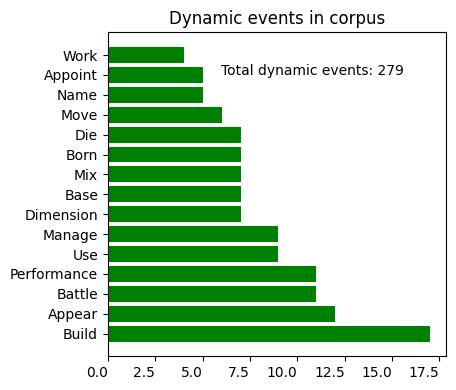 Dynamic events in corpus
Total dynamic events: 279
Work
Appoint
Name
Move
Die
Born
Mix
Base
Dimension
Manage
Use
Performance
Battle
Appear
Build
0.0 2.5 5.0 7.5 10.0 12.5 15.0 17.5